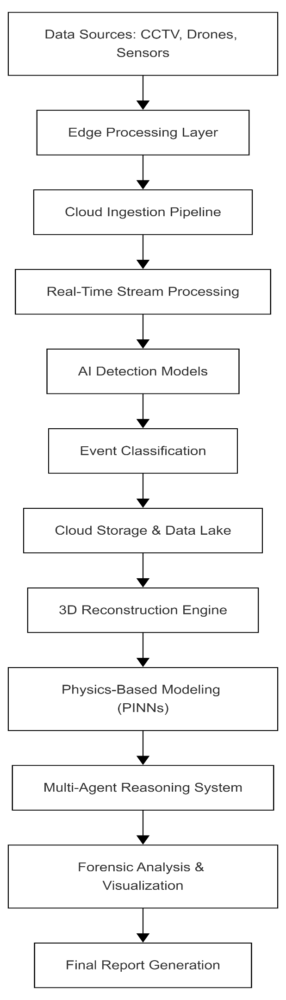 Data Sources: CCTV, Drones,
Sensors
Edge Processing Layer
Cloud Ingestion Pipeline
Real-Time Stream Processing
AI Detection Models
Event Classification
Cloud Storage & Data Lake
3D Reconstruction Engine
Physics-Based Modeling
(PINNs)
Multi-Agent Reasoning System
Forensic Analysis &
Visualization
Final Report Generation